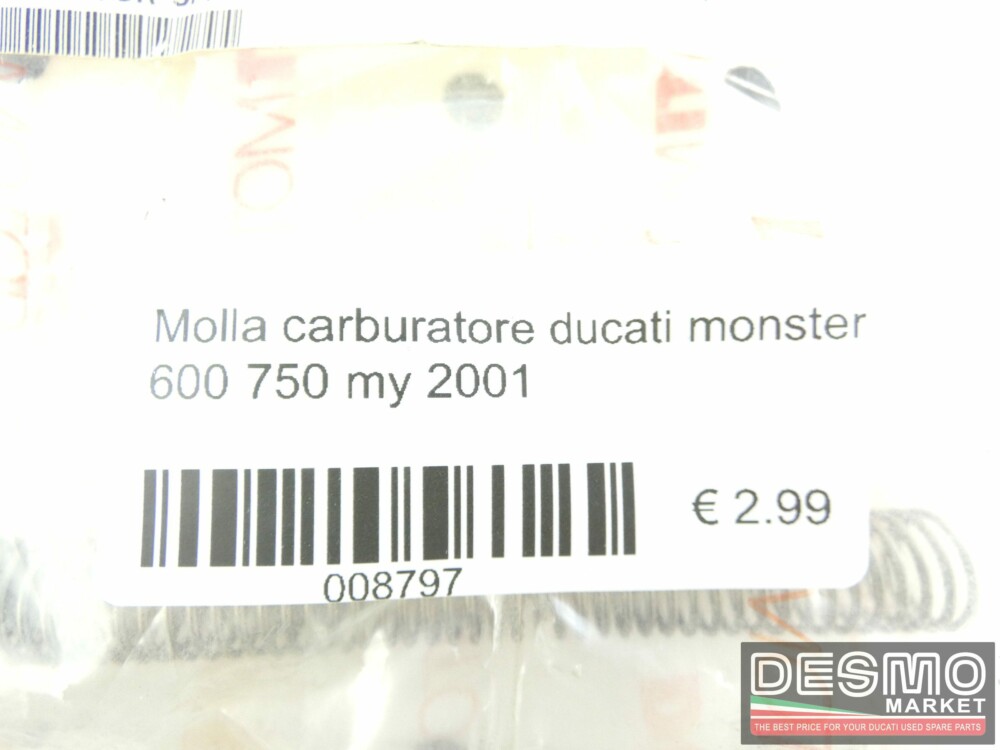 Molla carburatore ducati monster
600 750 my 2001
€ 2.99
008797
DESMO
MARKET
THE BEST PRICE FOR YOUR DUCATI USED SPARE PARTS